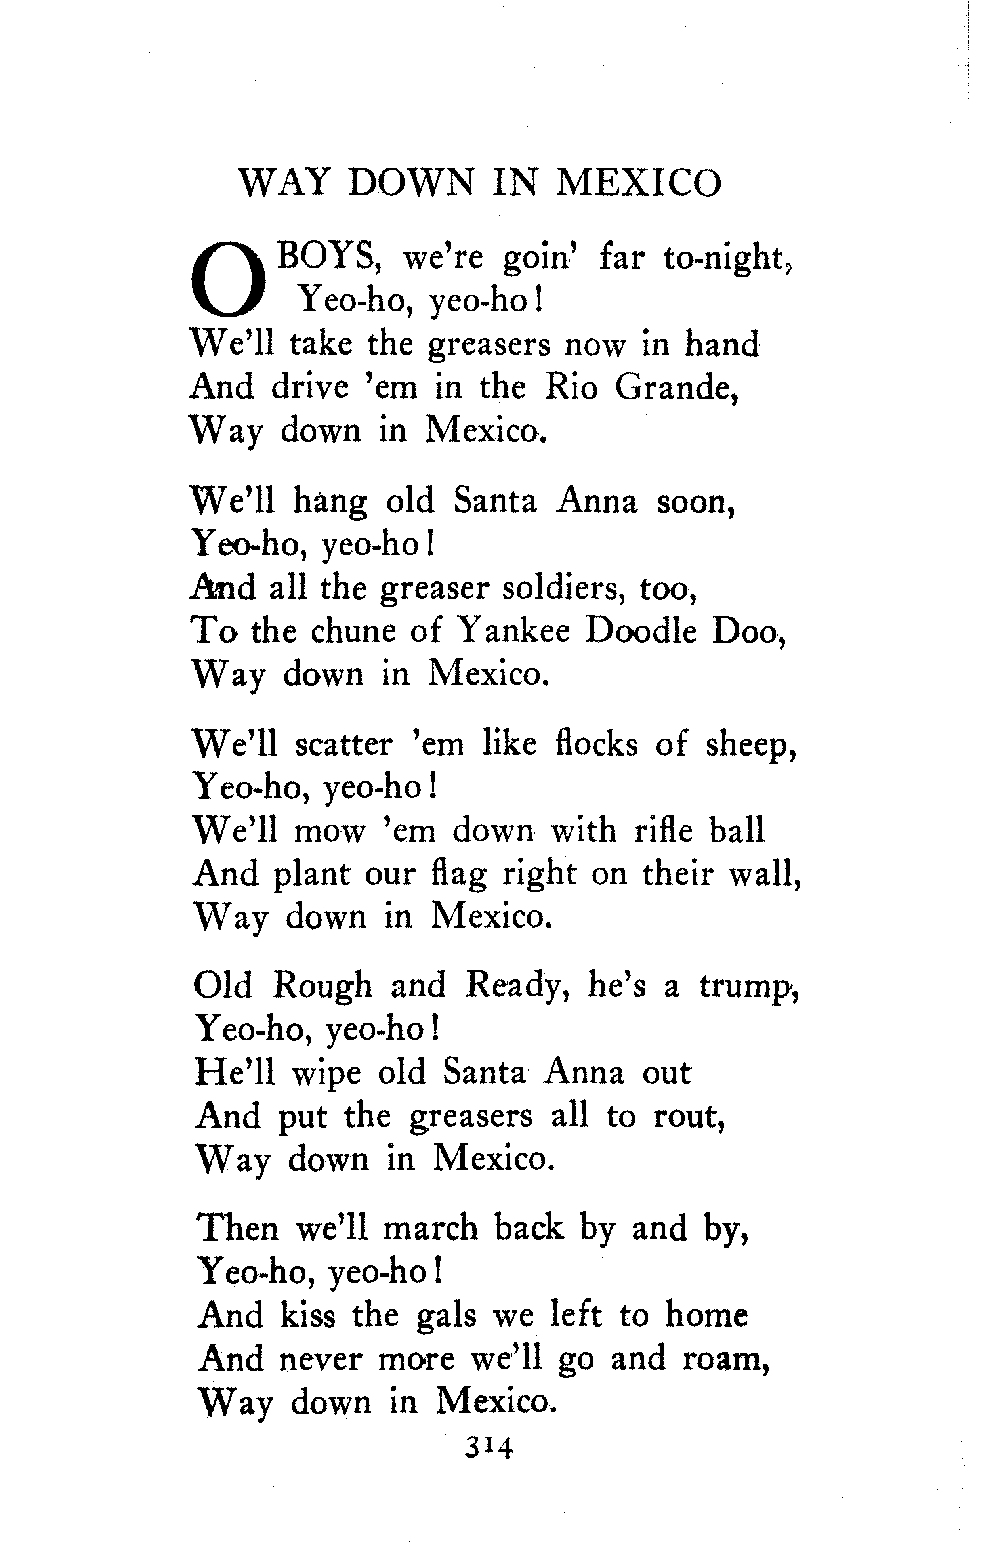 WAY DOWN IN MEXICO
O BOYS, we're goin' far to-night,
Yeo-ho, yeo-ho!
We'll take the greasers now in hand
And drive 'em in the Rio Grande,
Way down in Mexico.
We'll hang old Santa Anna soon,
Yeo-ho, yeo-ho!
And all the greaser soldiers, too,
To the chune of Yankee Doodle Doo,
Way down in Mexico.
We'll scatter 'em like flocks of sheep,
Yeo-ho, yeo-ho!
We'll mow 'em down with rifle ball
And plant our flag right on their wall,
Way down in Mexico.
Old Rough and Ready, he's a trump,
Yeo-ho, yeo-ho!
He'll wipe old Santa Anna out
And put the greasers all to rout,
Way down in Mexico.
Then we'll march back by and by,
Yeo-ho, yeo-ho!
And kiss the gals we left to home
And never more we'll go and roam,
Way down in Mexico.
314